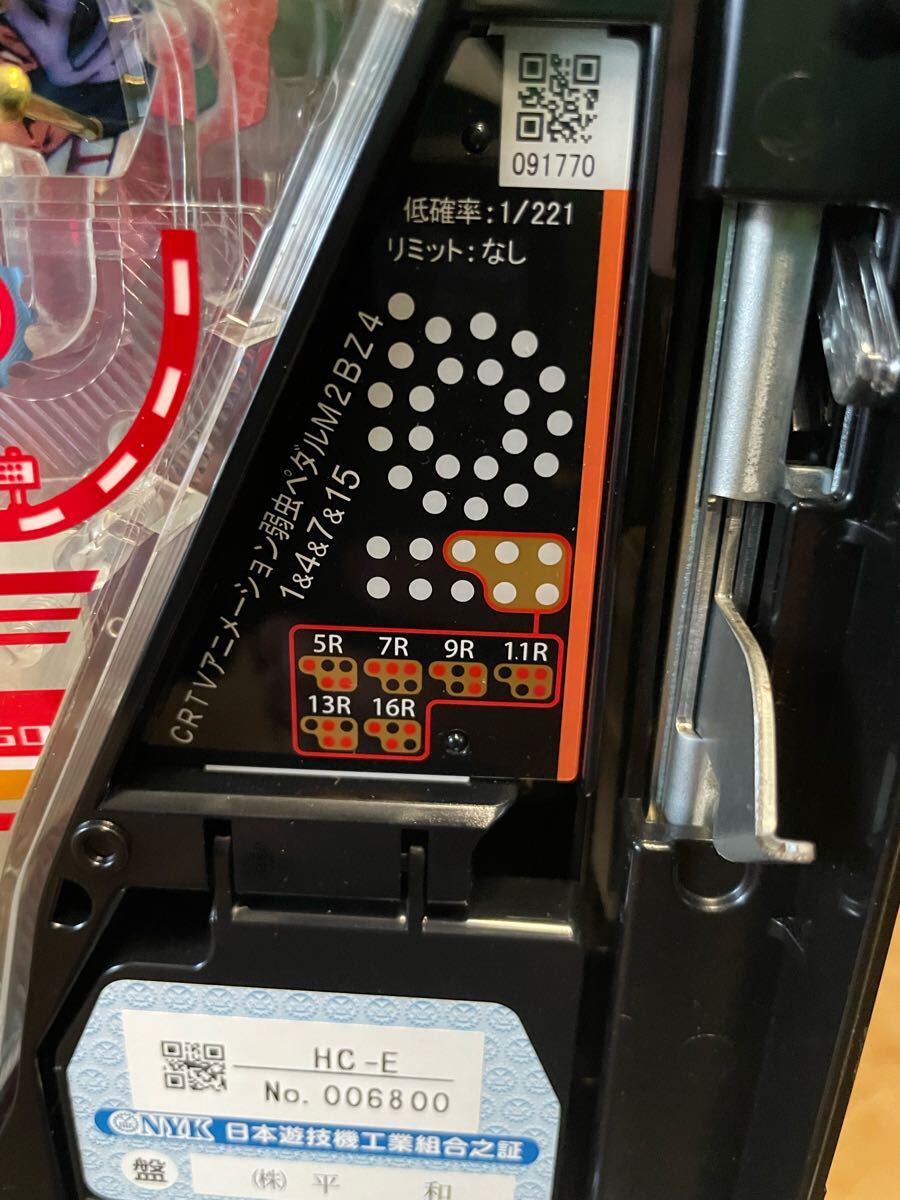 091770
低確率:1/221
リミット:なし
CRTVアニメーション弱虫ペダルM2BZ4
1&4&7&15
5R 7R 9R 11R
13R 16R
HC-E
No. 006800
NYK 日本遊技機工業組合之証
盤 (株) 平 和